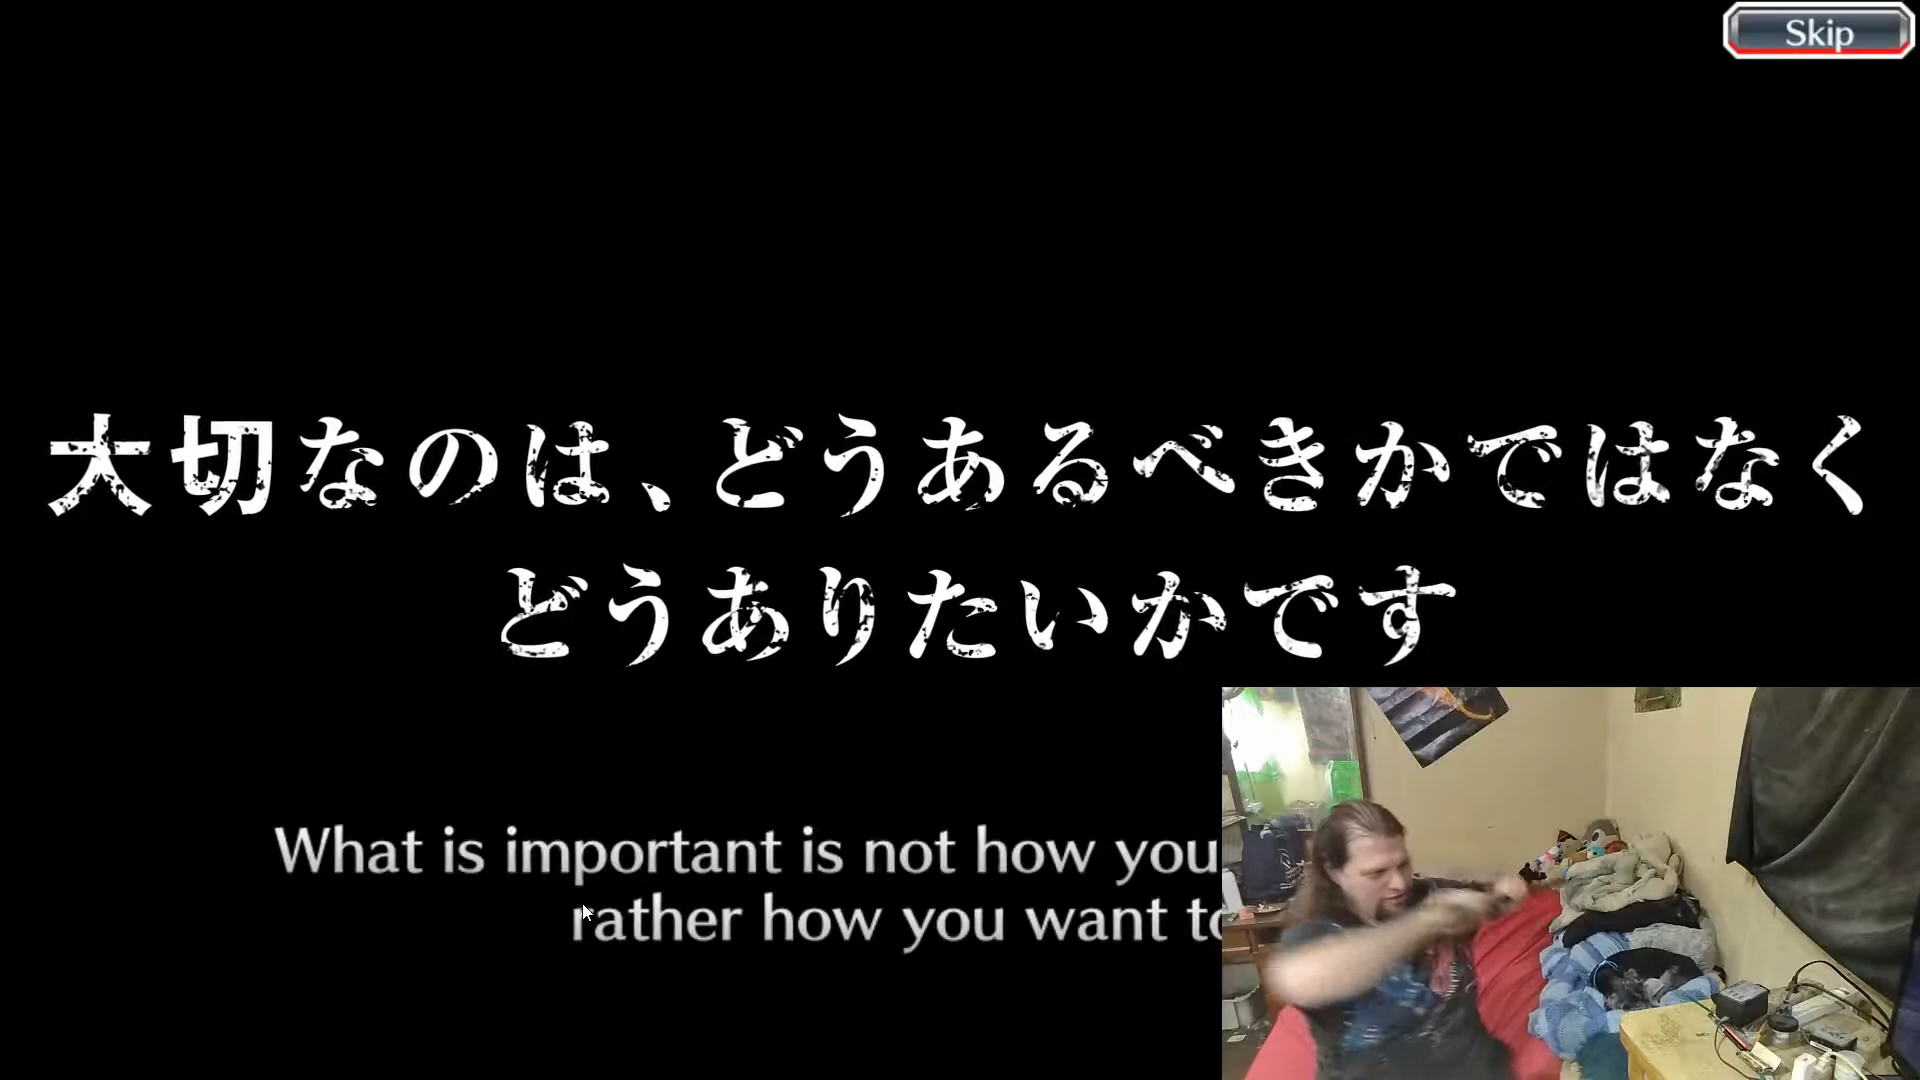 Skip
大切なのは、どうあるべきかではなく
どうありたいかです
What is important is not how you
rather how you want